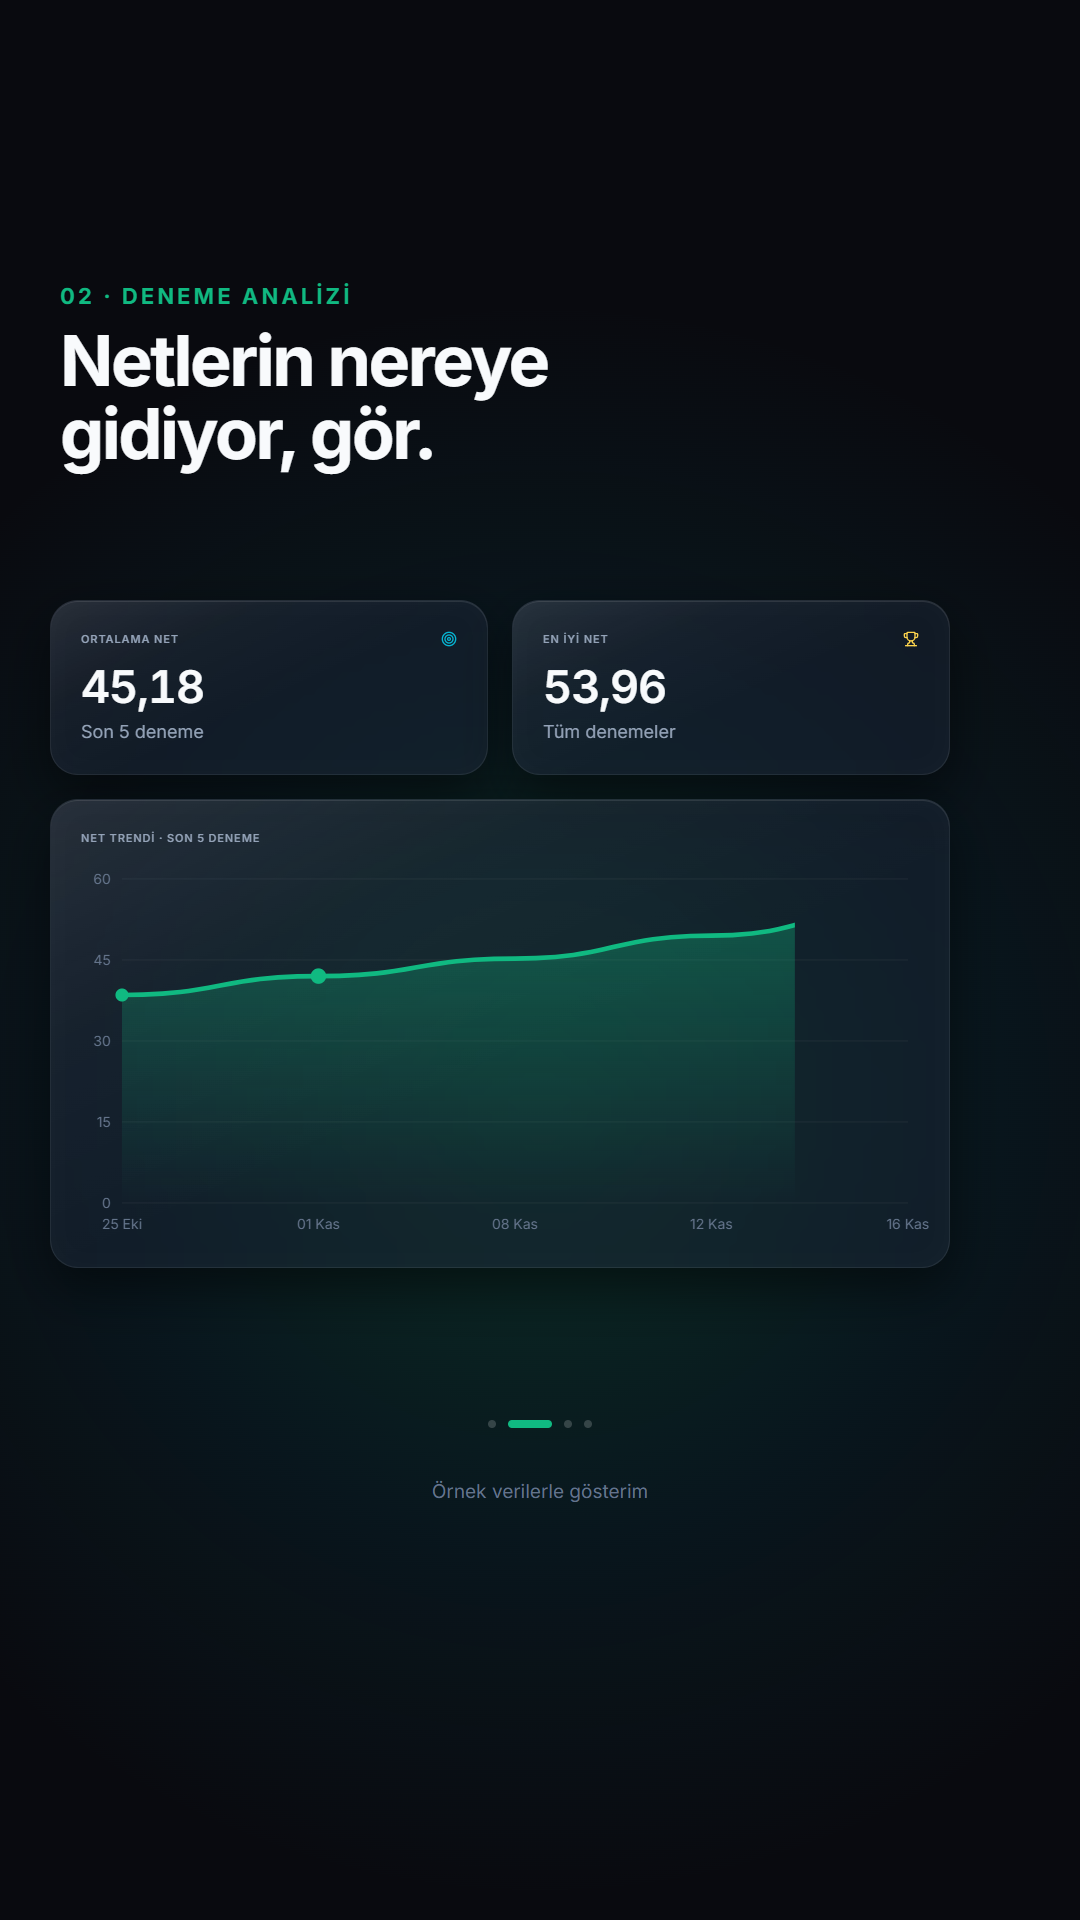 02 · DENEME ANALİZİ
Netlerin nereye
gidiyor, gör.
ORTALAMA NET
45,18
Son 5 deneme
EN İYİ NET
53,96
Tüm denemeler
NET TRENDİ · SON 5 DENEME
60
45
30
15
0
25 Eki 01 Kas 08 Kas 12 Kas 16 Kas
Örnek verilerle gösterim